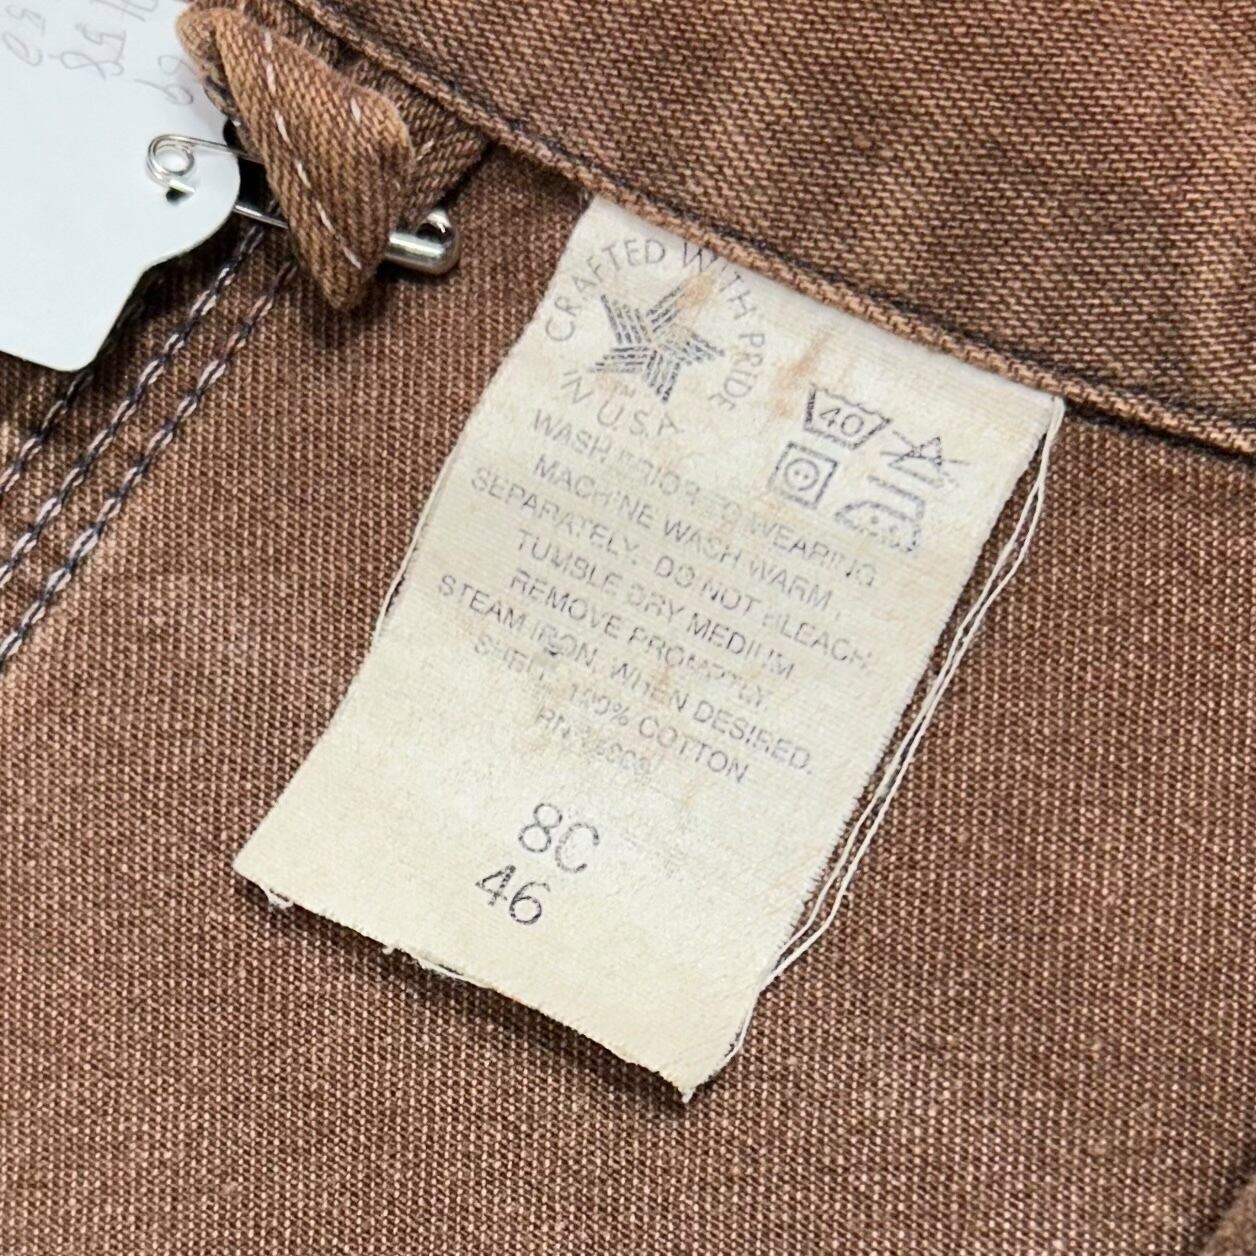 CRAFTED WITH PRIDE
IN U.S.A
40
WASH PRIOR TO WEARING
MACHINE WASH WARM,
SEPARATELY. DO NOT BLEACH.
TUMBLE DRY MEDIUM
REMOVE PROMPTLY
STEAM IRON, WHEN DESIRED.
SHELL 100% COTTON
RN
8C
46